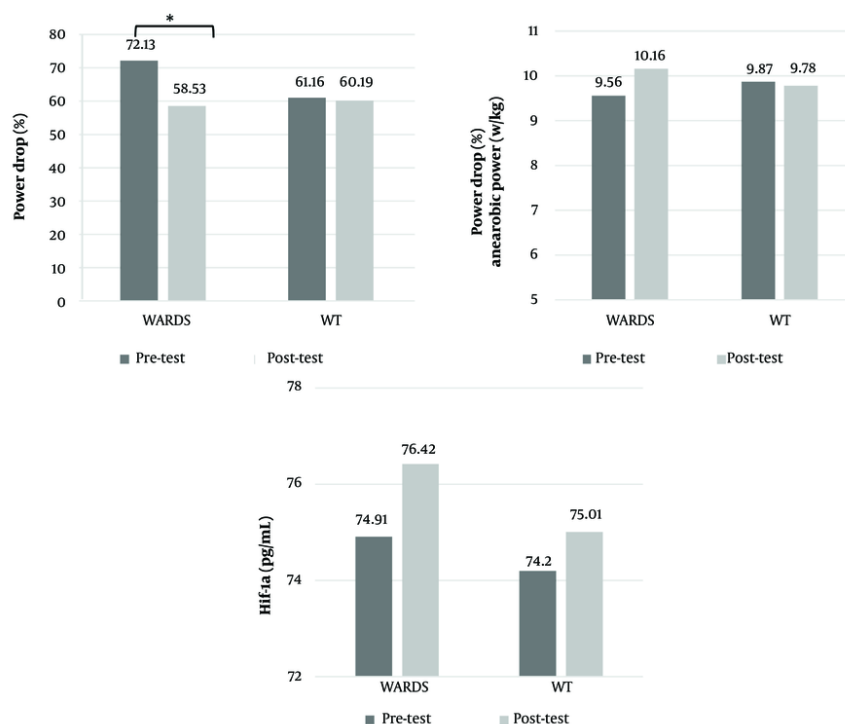 *
80
70
60
50
40
30
20
10
0
Power drop (%)
72.13
58.53
61.16
60.19
WARDS
WT
Pre-test
Post-test
11
10
9
8
7
6
5
Power drop (%)
anearobic power (w/kg)
9.56
10.16
9.87
9.78
WARDS
WT
Pre-test
Post-test
78
76
74
72
Hif-1a (pg/mL)
74.91
76.42
74.2
75.01
WARDS
WT
Pre-test
Post-test